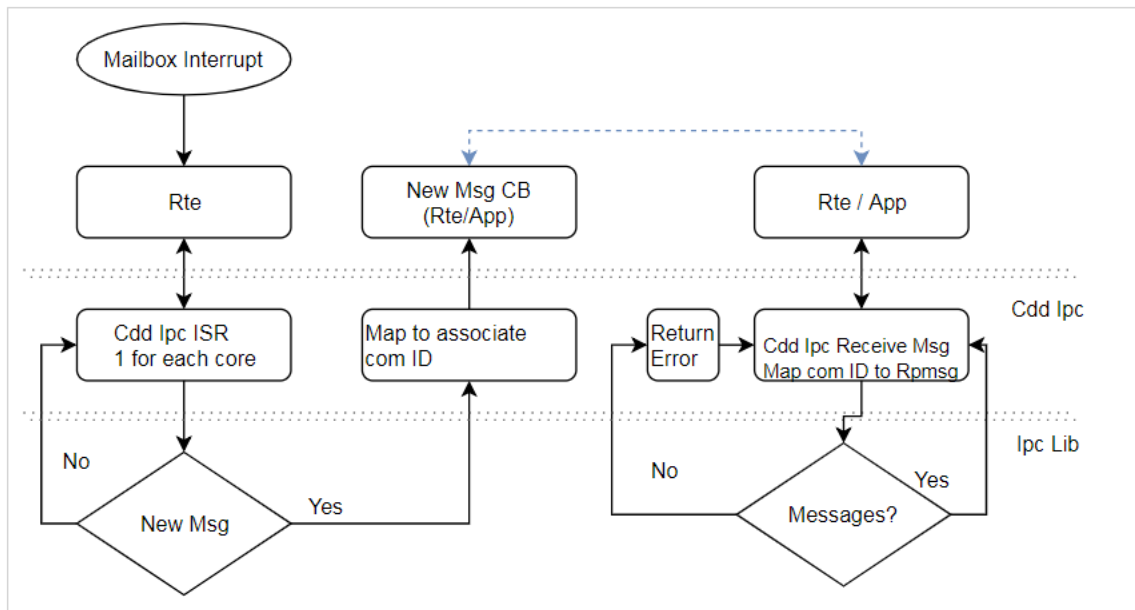 Mailbox Interrupt
Rte
New Msg CB
(Rte/App)
Rte / App
Cdd Ipc
Cdd Ipc ISR
1 for each core
Map to associate
com ID
Return
Error
Cdd Ipc Receive Msg
Map com ID to Rpmsg
Ipc Lib
No
New Msg
Yes
No
Messages?
Yes